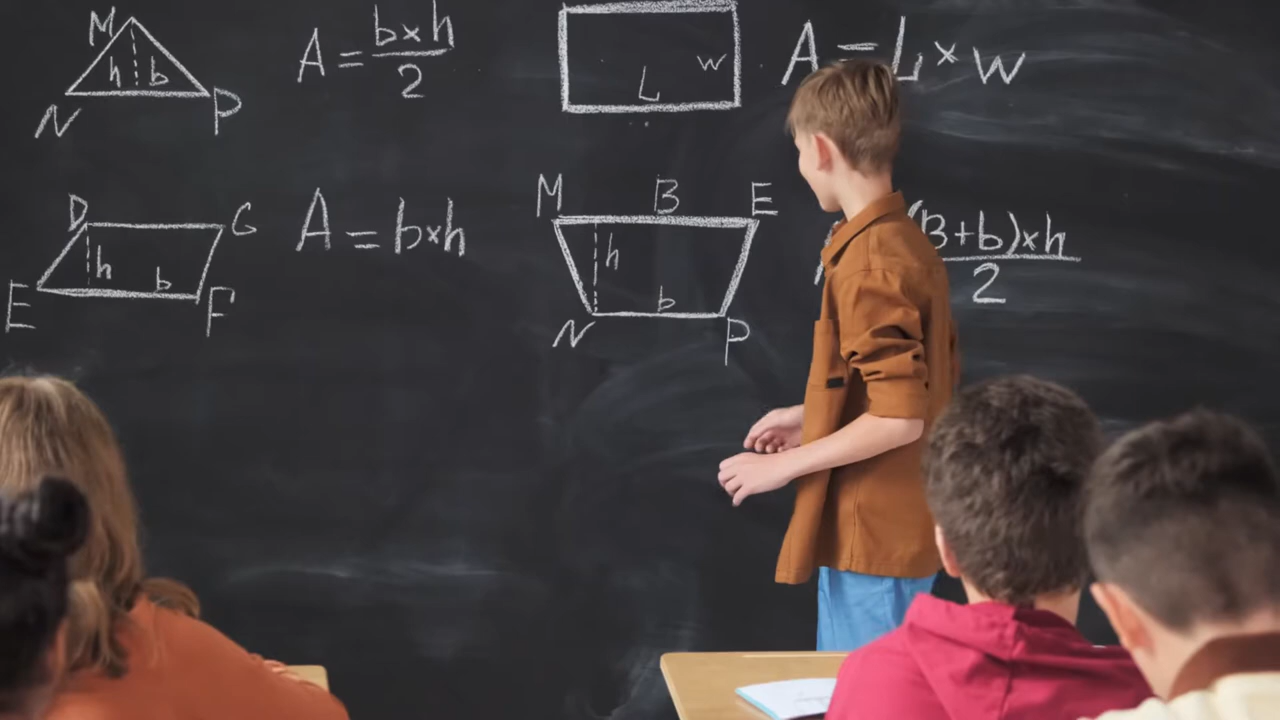 M
h b
N P
A = b×h
2
L w
A = L × w
D G
h b
E F
A = b×h
M B E
h
b
N P
B+b)×h
2